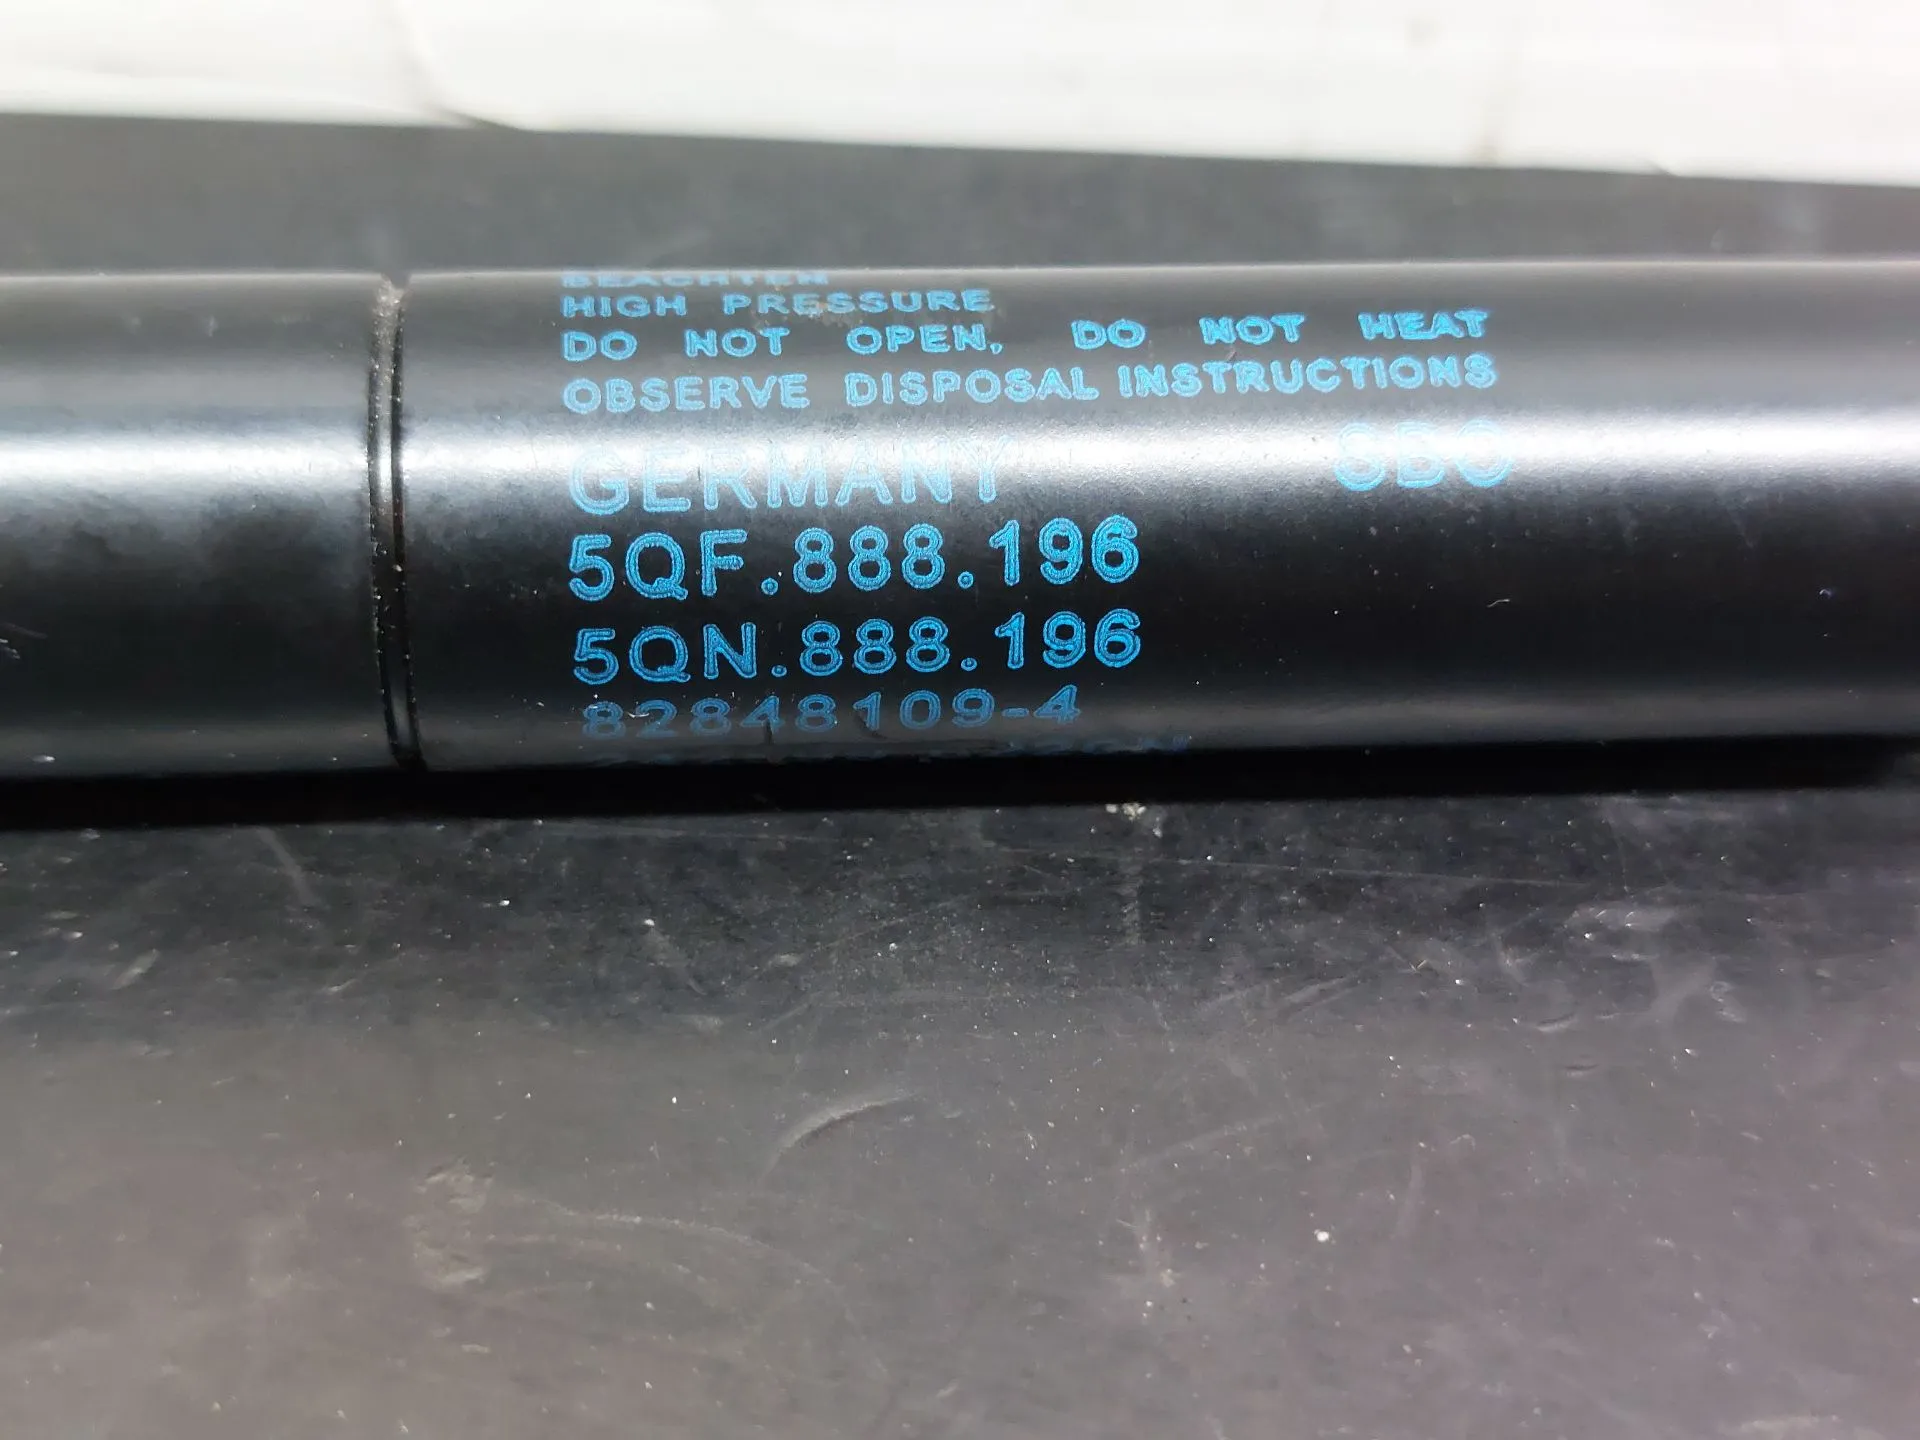 BEACHTEN
HIGH PRESSURE
DO NOT OPEN, DO NOT HEAT
OBSERVE DISPOSAL INSTRUCTIONS
GERMANY SBO
5QF.888.196
5QN.888.196
82848109-4